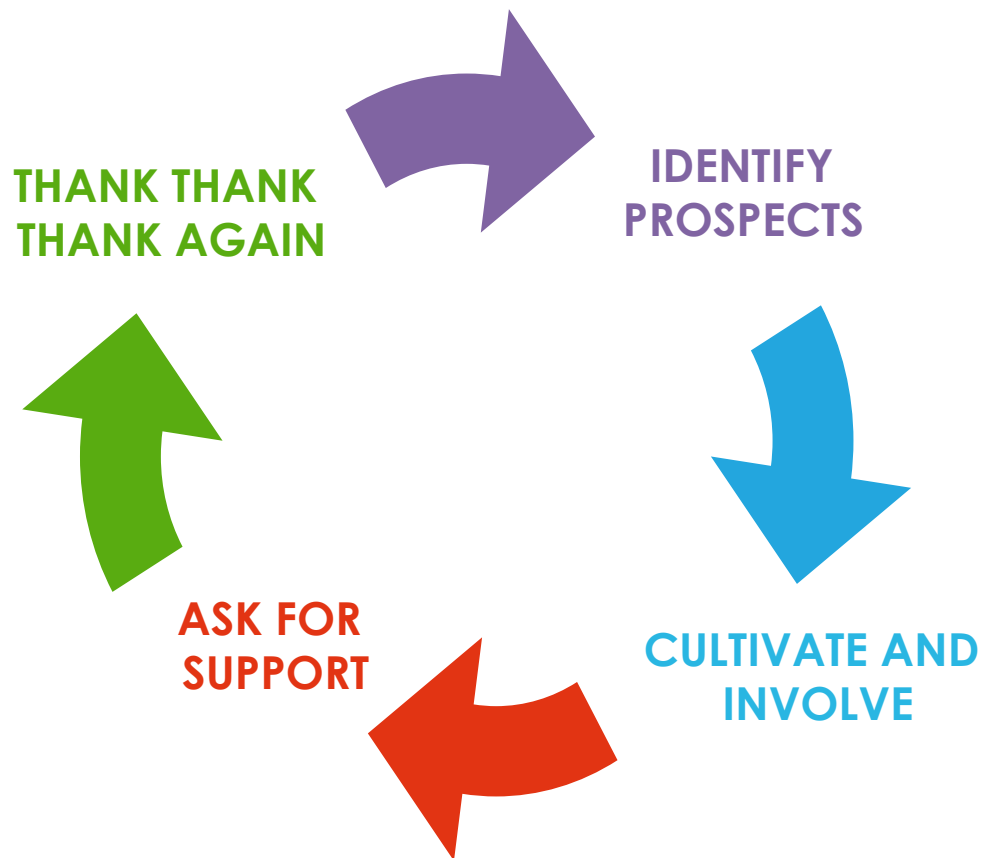 THANK THANK
THANK AGAIN
IDENTIFY
PROSPECTS
CULTIVATE AND
INVOLVE
ASK FOR
SUPPORT